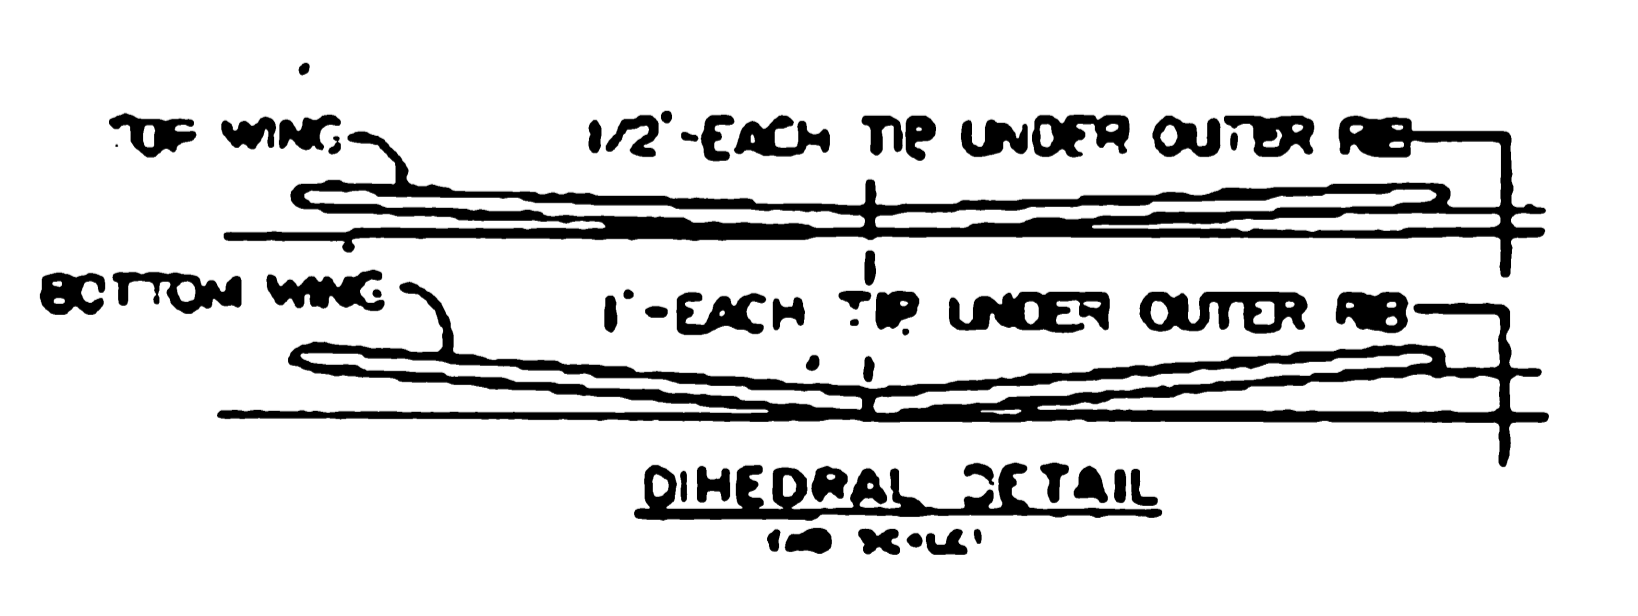 TOP WING
1/2"-EACH TIP UNDER OUTER RIB
BOTTOM WING
1"-EACH TIP UNDER OUTER RIB
DIHEDRAL DETAIL